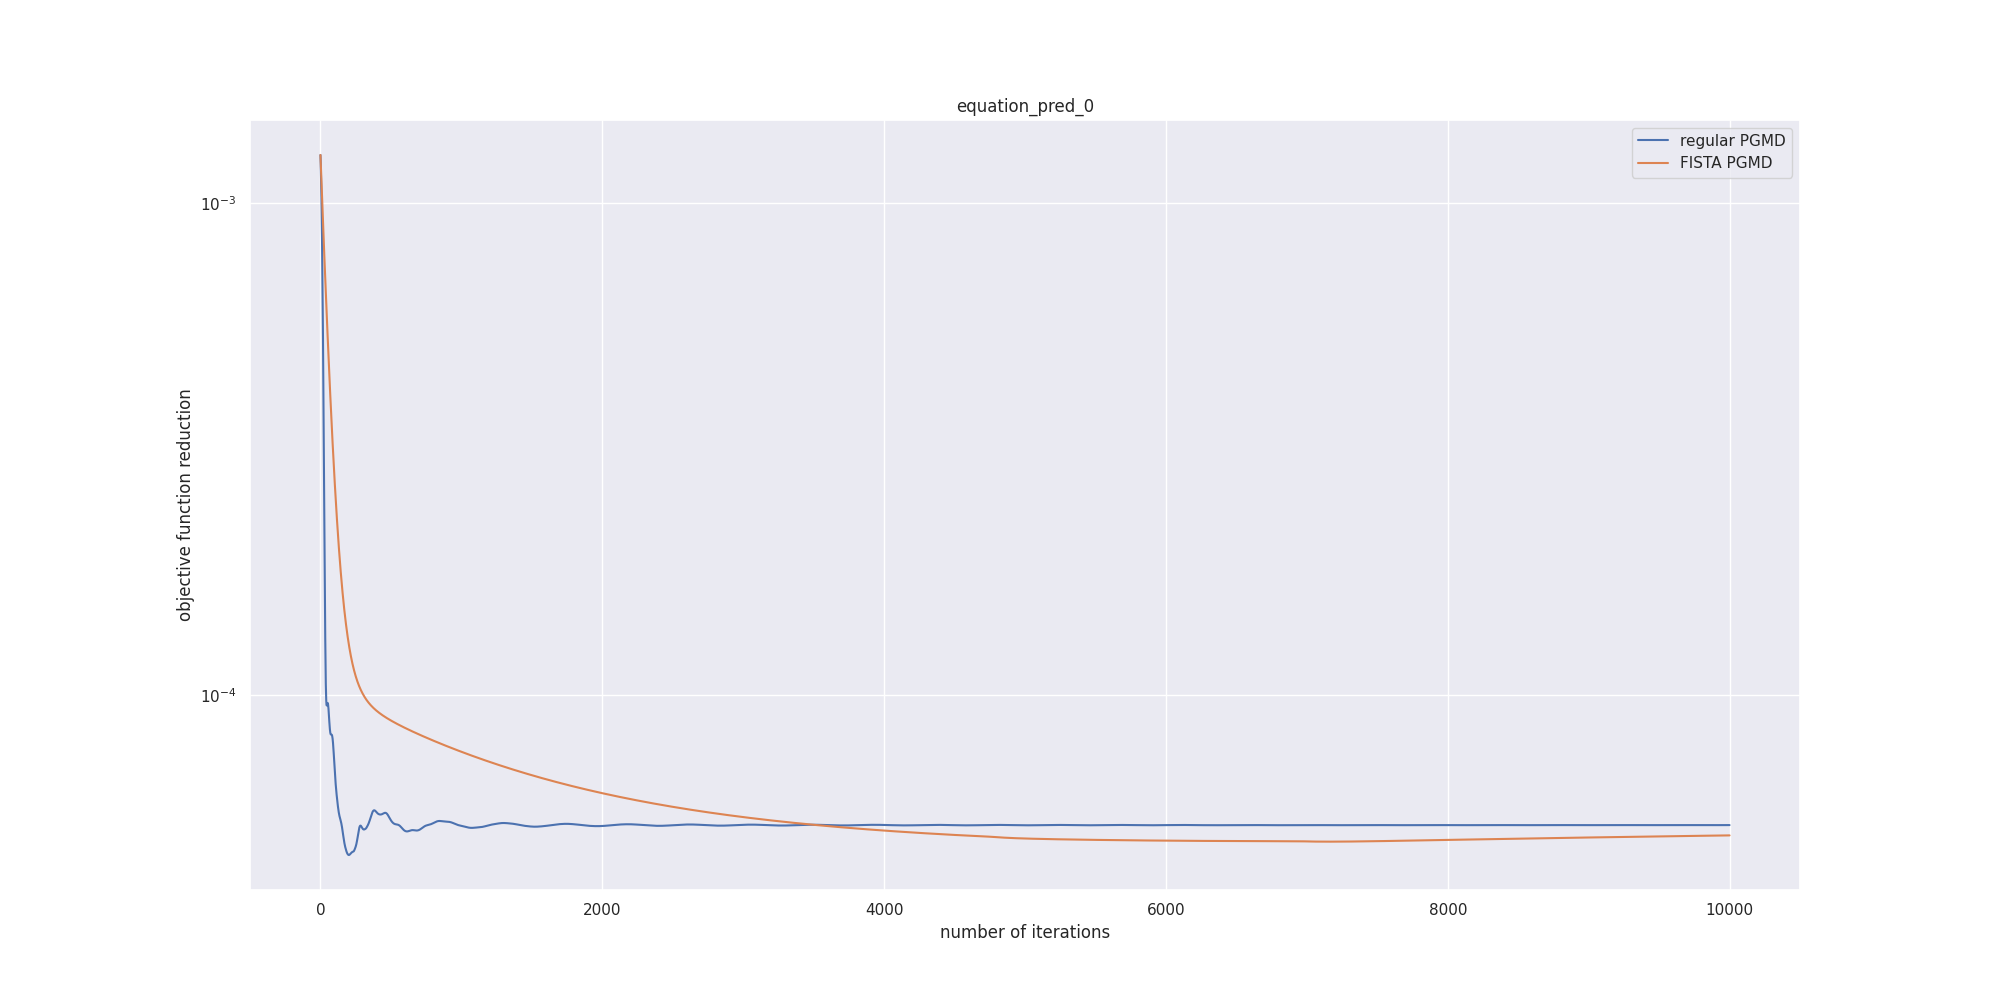 equation_pred_0
regular PGMD
FISTA PGMD
10⁻³
10⁻⁴
objective function reduction
0 2000 4000 6000 8000 10000
number of iterations